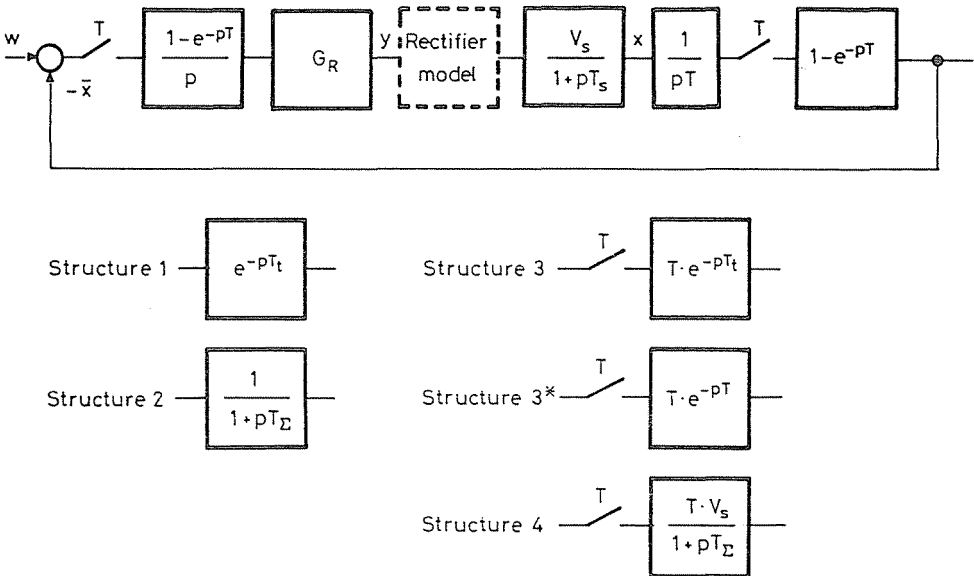 w
-x̄
T
1-e^-pT / p
G_R
y
Rectifier model
V_s / 1+pT_s
x
1 / pT
T
1-e^-pT
Structure 1
e^-pT_t
Structure 3
T
T·e^-pT_t
Structure 2
1 / 1+pT_Σ
Structure 3*
T
T·e^-pT
Structure 4
T
T·V_s / 1+pT_Σ